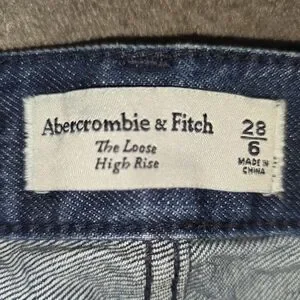 Abercrombie & Fitch
The Loose
High Rise
28
6
MADE IN
CHINA